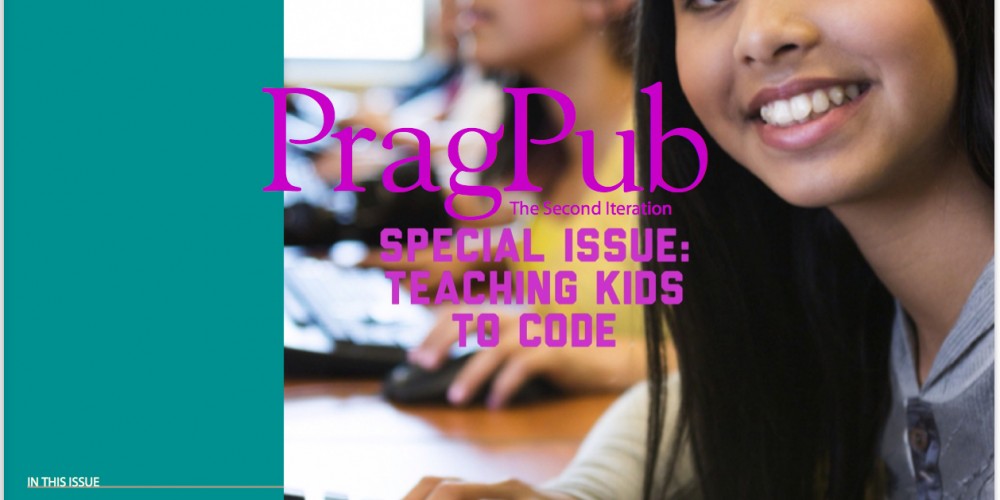 PragPub
The Second Iteration
SPECIAL ISSUE:
TEACHING KIDS
TO CODE
IN THIS ISSUE